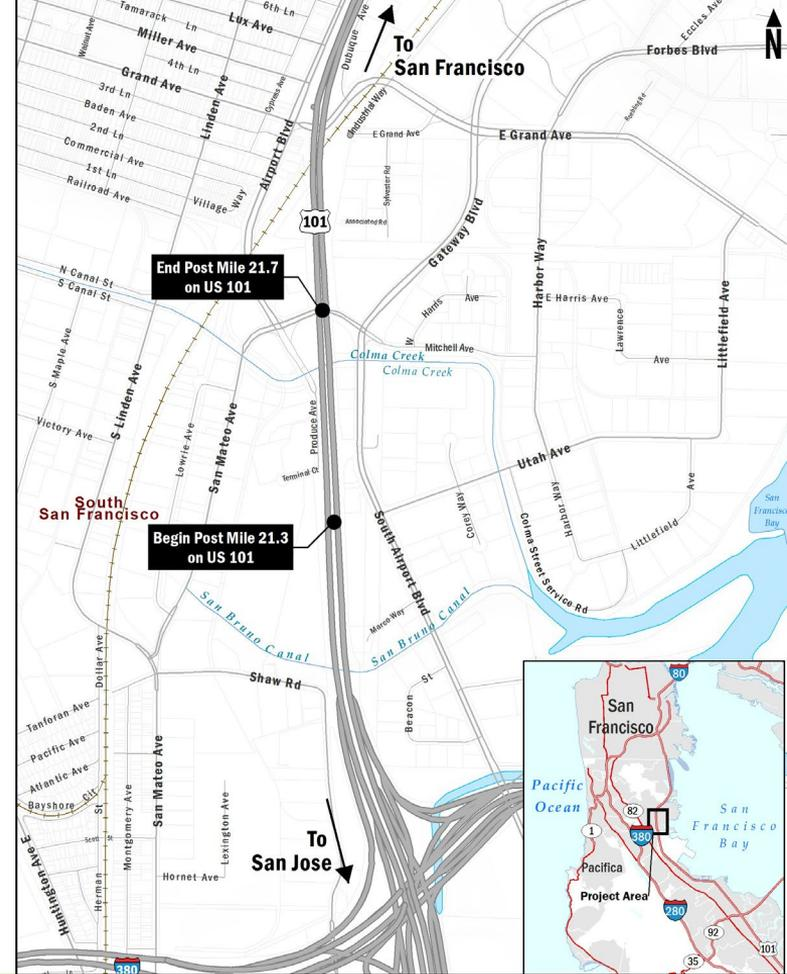 6th Ln
Tamarack Ln
Lux Ave
Walnut Ave
Miller Ave
4th Ln
Grand Ave
3rd Ln
Baden Ave
2nd Ln
Commercial Ave
1st Ln
Railroad Ave
Linden Ave
Cypress Ave
Airport Blvd
Village Way
Dubuque Ave
To
San Francisco
Industrial Way
E Grand Ave
E Grand Ave
Sylvester Rd
Associated Rd
101
Eccles Ave
Forbes Blvd
N
Roebling Rd
Gateway Blvd
Harbor Way
N Canal St
S Canal St
End Post Mile 21.7
on US 101
W Harris Ave
E Harris Ave
Lawrence Ave
Littlefield Ave
Mitchell Ave
Colma Creek
Colma Creek
S Maple Ave
S Linden Ave
Victory Ave
Lowrie Ave
San Mateo Ave
Produce Ave
Terminal Ct
South
San Francisco
Begin Post Mile 21.3
on US 101
Utah Ave
Corey Way
Harbor Way
Littlefield Ave
San
Francisco
Bay
South Airport Blvd
Colma Street Service Rd
San Bruno Canal
San Bruno Canal
Marco Way
Dollar Ave
Shaw Rd
Beacon St
Tanforan Ave
Pacific Ave
Atlantic Ave
Bayshore Cir
San Mateo Ave
Montgomery Ave
Lexington Ave
Scott St
Herman St
Hornet Ave
Huntington Ave E
To
San Jose
380
80
San
Francisco
Pacific
Ocean
82
1
380
San
Francisco
Bay
Pacifica
Project Area
280
92
35
101